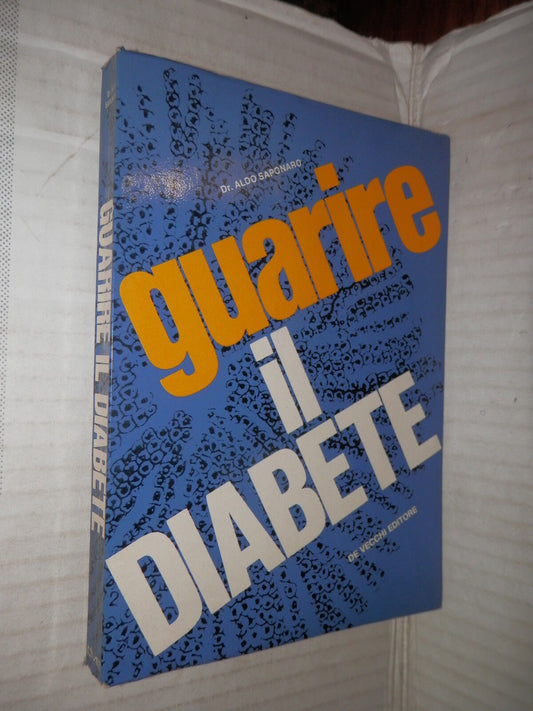 Dr. ALDO SAPONARO
guarire
il
DIABETE
DE VECCHI EDITORE
GUARIRE IL DIABETE